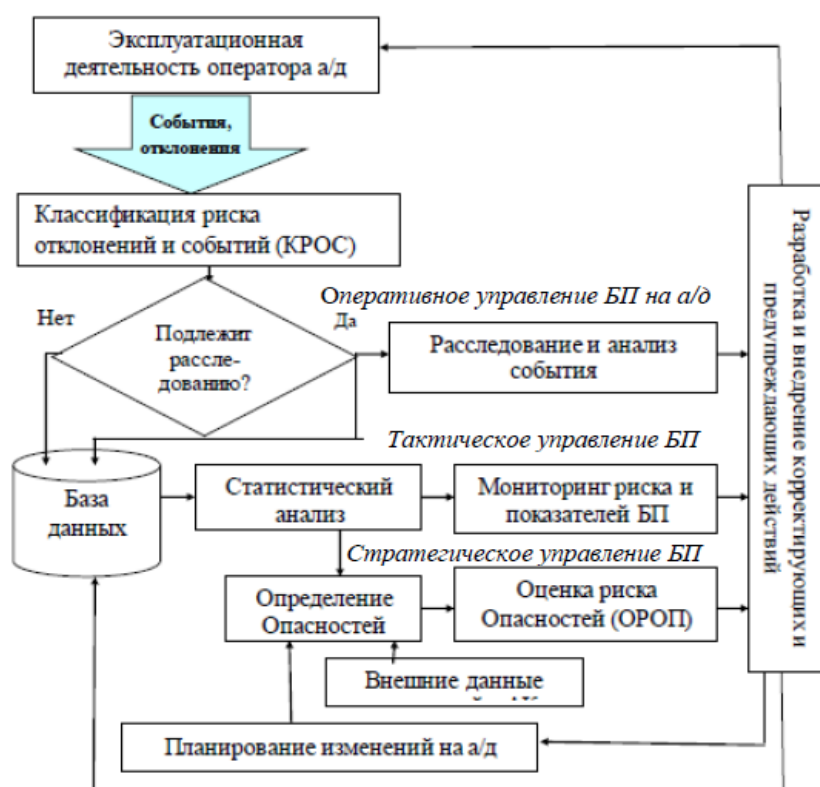 Эксплуатационная
деятельность оператора а/д
События,
отклонения
Классификация риска
отклонений и событий (КРОС)
Оперативное управление БП на а/д
Нет
Да
Подлежит
рассле-
дованию?
Расследование и анализ
события
Тактическое управление БП
База
данных
Статистический
анализ
Мониторинг риска и
показателей БП
Стратегическое управление БП
Определение
Опасностей
Оценка риска
Опасностей (ОРОП)
Внешние данные
Планирование изменений на а/д
Разработка и внедрение корректирующих и
предупреждающих действий